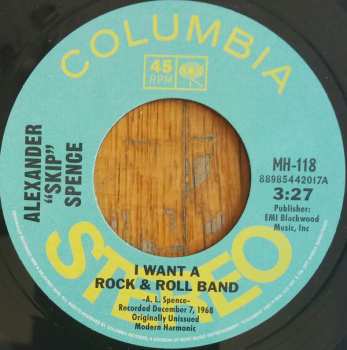 COLUMBIA
45
RPM
ALEXANDER
"SKIP"
SPENCE
MH-118
88985442017A
3:27
Publisher:
EMI Blackwood
Music, Inc
STEREO
I WANT A
ROCK & ROLL BAND
-A. L. Spence-
Recorded December 7, 1968
Originally Unissued
Modern Harmonic